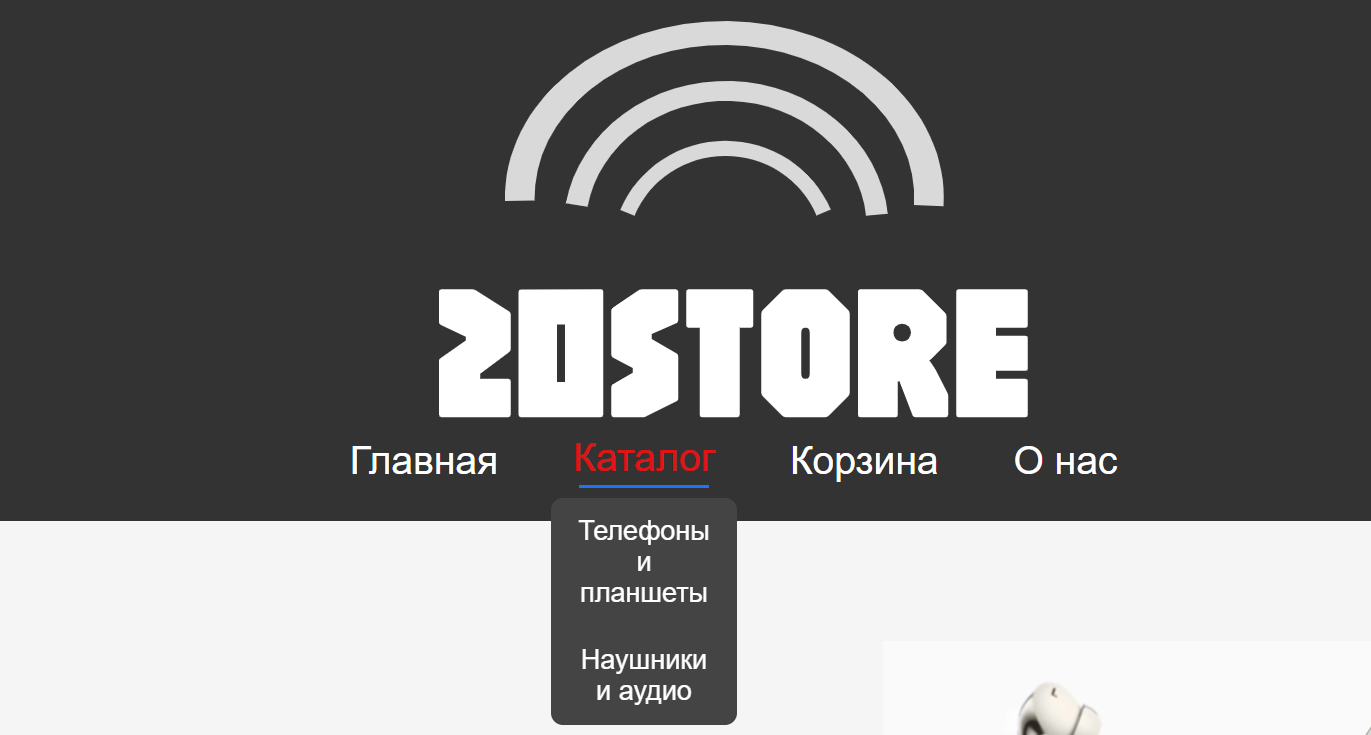 20STORE
Главная Каталог Корзина О нас
Телефоны
и
планшеты
Наушники
и аудио